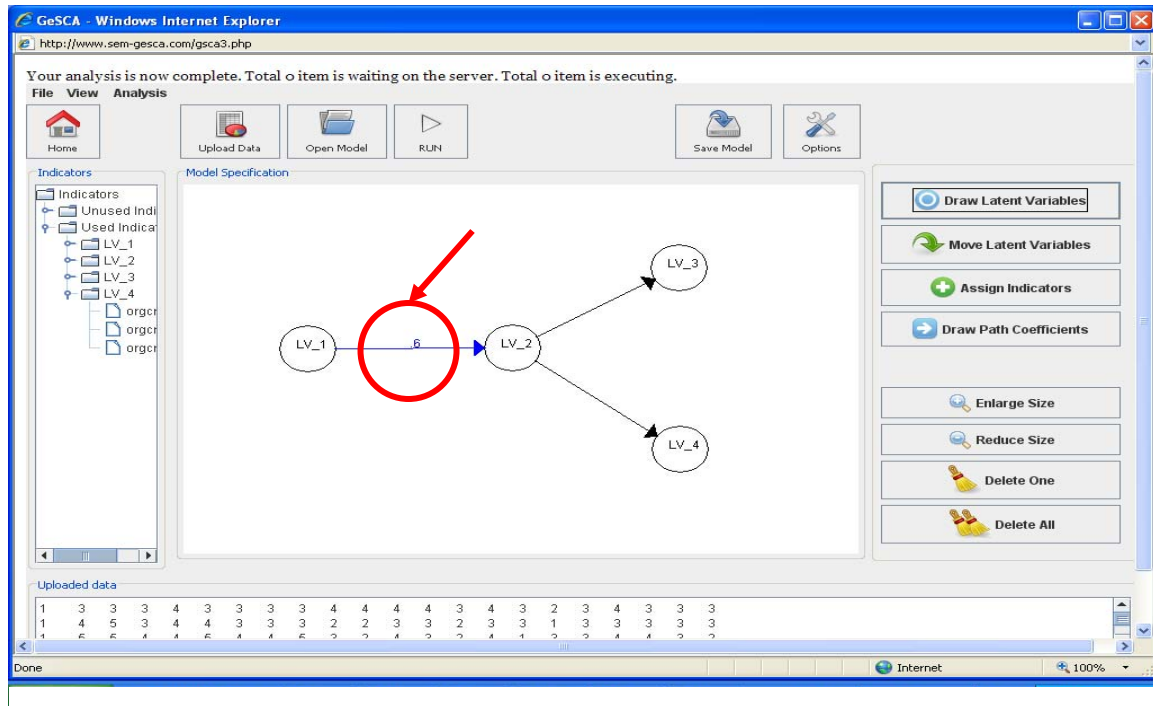 GeSCA - Windows Internet Explorer
http://www.sem-gesca.com/gsca3.php
Your analysis is now complete. Total 0 item is waiting on the server. Total 0 item is executing.
File View Analysis
Home Upload Data Open Model RUN Save Model Options
Indicators
Indicators
Unused Indi
Used Indica
LV_1
LV_2
LV_3
LV_4
orgcr
orgcr
orgcr
Model Specification
LV_3
LV_1 .6 LV_2
LV_4
Draw Latent Variables
Move Latent Variables
Assign Indicators
Draw Path Coefficients
Enlarge Size
Reduce Size
Delete One
Delete All
Uploaded data
1 3 3 3 4 3 3 3 3 4 4 4 4 3 4 3 2 3 4 3 3 3
1 4 5 3 4 4 3 3 3 2 2 3 3 2 3 3 1 3 3 3 3 3
Done Internet 100%